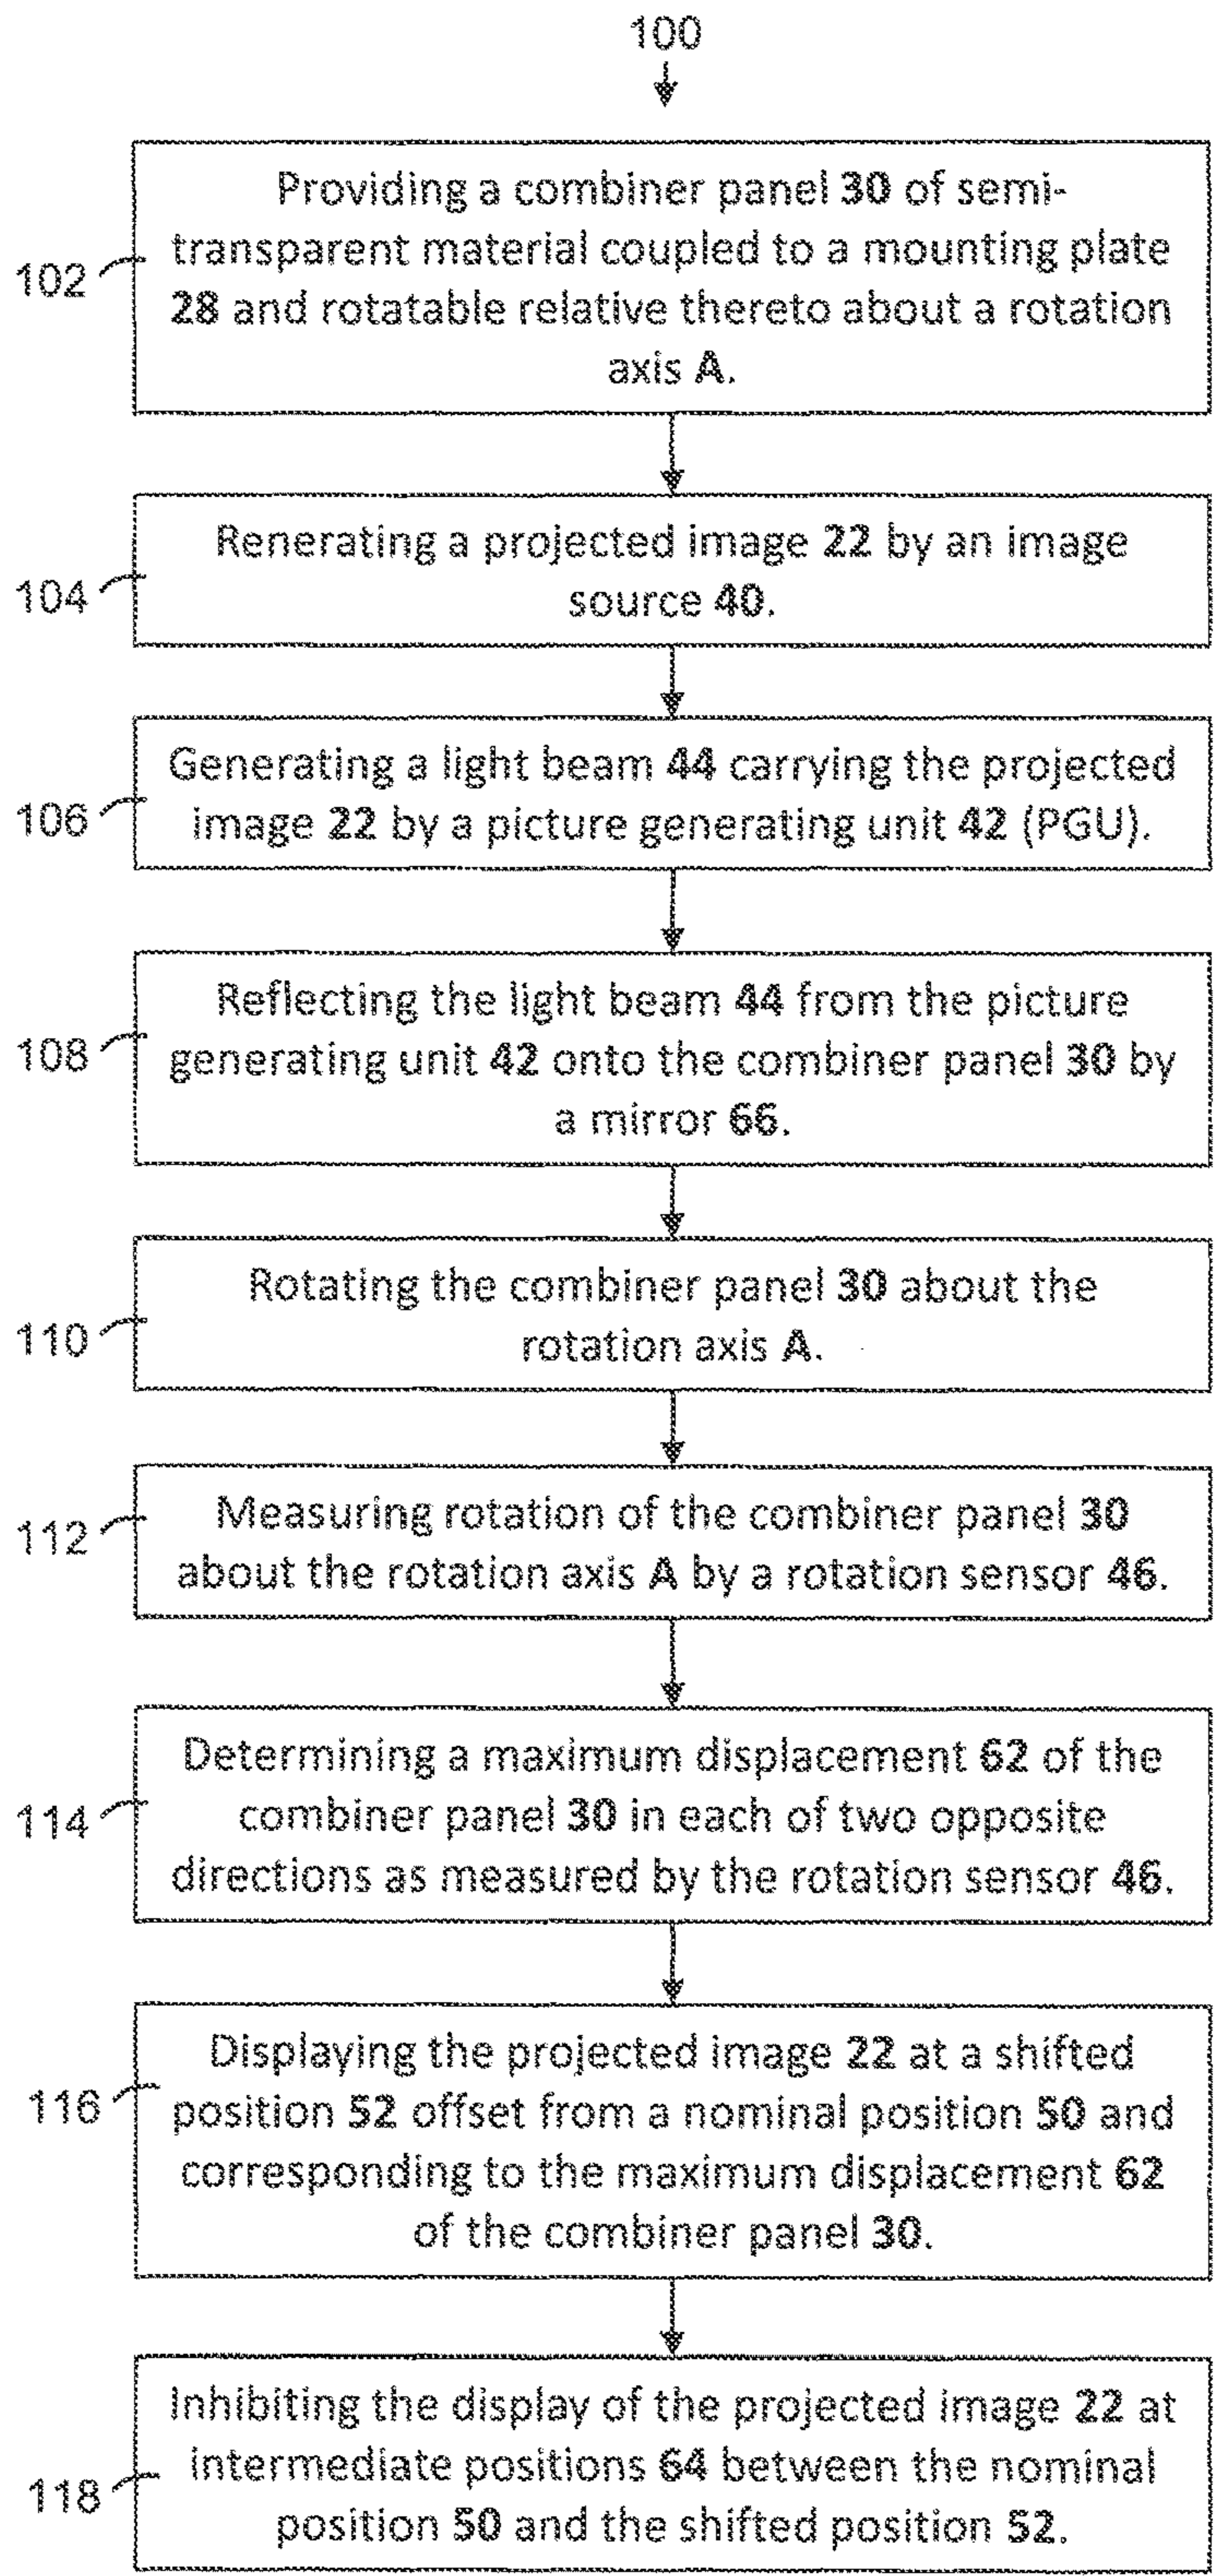 100
Providing a combiner panel 30 of semi-
transparent material coupled to a mounting plate
28 and rotatable relative thereto about a rotation
axis A.
102
Renerating a projected image 22 by an image
source 40.
104
Generating a light beam 44 carrying the projected
image 22 by a picture generating unit 42 (PGU).
106
Reflecting the light beam 44 from the picture
generating unit 42 onto the combiner panel 30 by
a mirror 66.
108
Rotating the combiner panel 30 about the
rotation axis A.
110
Measuring rotation of the combiner panel 30
about the rotation axis A by a rotation sensor 46.
112
Determining a maximum displacement 62 of the
combiner panel 30 in each of two opposite
directions as measured by the rotation sensor 46.
114
Displaying the projected image 22 at a shifted
position 52 offset from a nominal position 50 and
corresponding to the maximum displacement 62
of the combiner panel 30.
116
Inhibiting the display of the projected image 22 at
intermediate positions 64 between the nominal
position 50 and the shifted position 52.
118